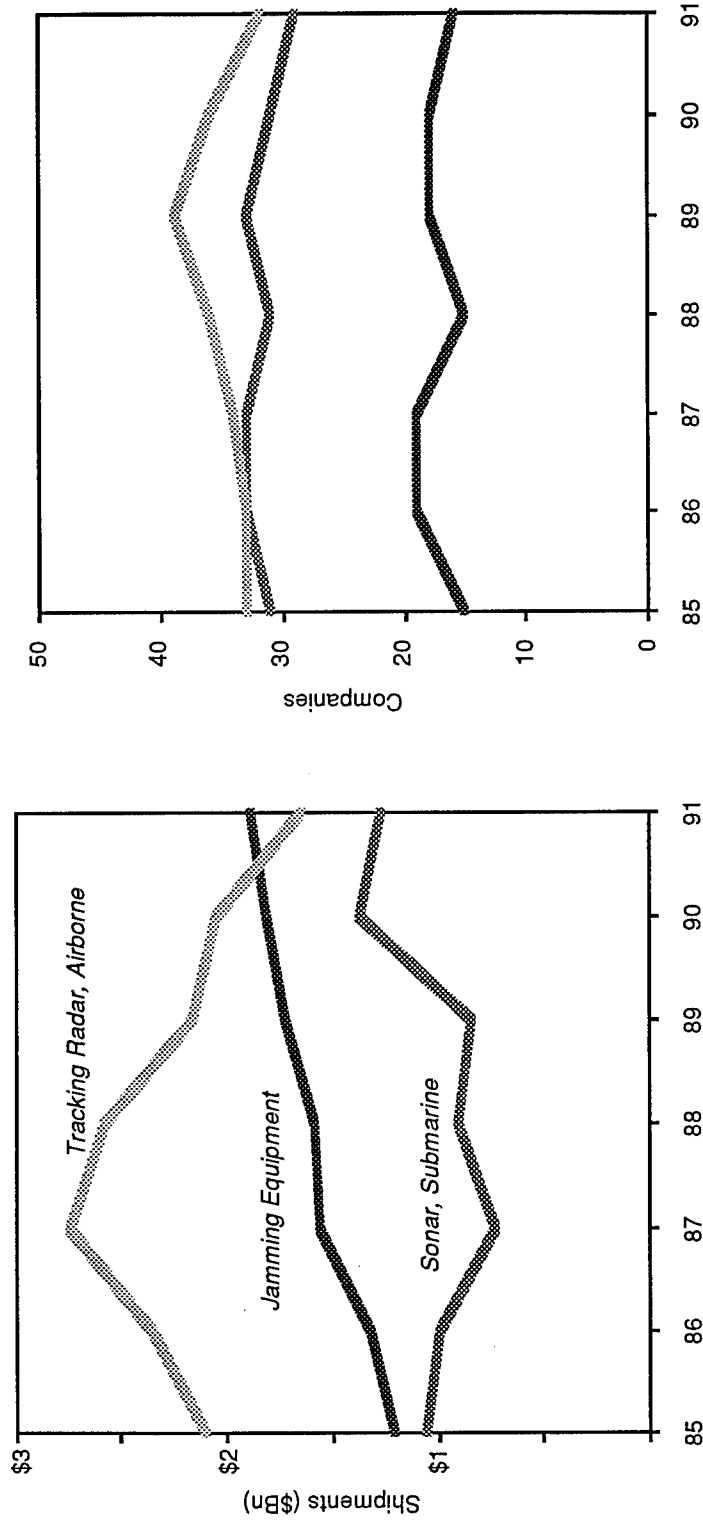 $3
$2
$1
Shipments ($Bn)
Tracking Radar, Airborne
Jamming Equipment
Sonar, Submarine
85 86 87 88 89 90 91
50
40
30
20
10
0
Companies
85 86 87 88 89 90 91